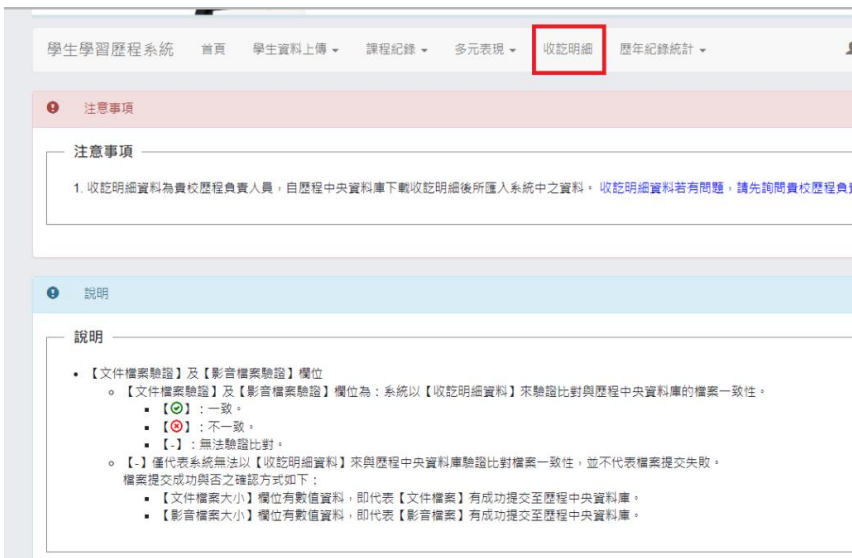 學生學習歷程系統 首頁 學生資料上傳 課程紀錄 多元表現 收訖明細 歷年紀錄統計
注意事項
注意事項
1. 收訖明細資料為貴校歷程負責人員，自歷程中央資料庫下載收訖明細後所匯入系統中之資料。 收訖明細資料若有問題，請先詢問貴校歷程負責
說明
說明
【文件檔案驗證】及【影音檔案驗證】欄位
【文件檔案驗證】及【影音檔案驗證】欄位為：系統以【收訖明細資料】來驗證比對與歷程中央資料庫的檔案一致性。
【✓】：一致。
【✗】：不一致。
【-】：無法驗證比對。
【-】僅代表系統無法以【收訖明細資料】來與歷程中央資料庫驗證比對檔案一致性，並不代表檔案提交失敗。
檔案提交成功與否之確認方式如下：
【文件檔案大小】欄位有數值資料，即代表【文件檔案】有成功提交至歷程中央資料庫。
【影音檔案大小】欄位有數值資料，即代表【影音檔案】有成功提交至歷程中央資料庫。